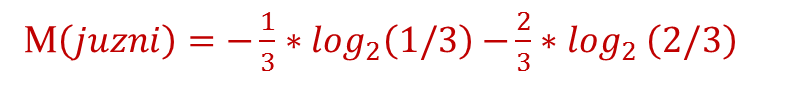 M(juzni) = −1/3 * log₂(1/3) − 2/3 * log₂ (2/3)